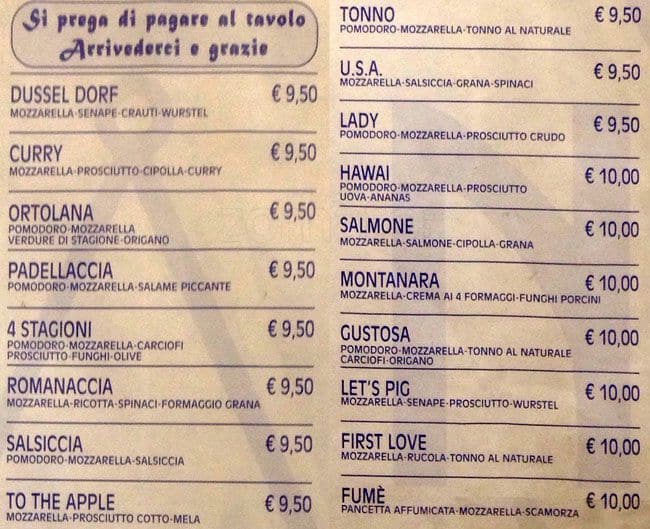 Si prega di pagare al tavolo
Arrivederci e grazie
DUSSEL DORF € 9,50
MOZZARELLA-SENAPE-CRAUTI-WURSTEL
CURRY € 9,50
MOZZARELLA-PROSCIUTTO-CIPOLLA-CURRY
ORTOLANA € 9,50
POMODORO-MOZZARELLA
VERDURE DI STAGIONE-ORIGANO
PADELLACCIA € 9,50
POMODORO-MOZZARELLA-SALAME PICCANTE
4 STAGIONI € 9,50
POMODORO-MOZZARELLA-CARCIOFI
PROSCIUTTO-FUNGHI-OLIVE
ROMANACCIA € 9,50
MOZZARELLA-RICOTTA-SPINACI-FORMAGGIO GRANA
SALSICCIA € 9,50
POMODORO-MOZZARELLA-SALSICCIA
TO THE APPLE € 9,50
MOZZARELLA-PROSCIUTTO COTTO-MELA
TONNO € 9,50
POMODORO-MOZZARELLA-TONNO AL NATURALE
U.S.A. € 9,50
MOZZARELLA-SALSICCIA-GRANA-SPINACI
LADY € 9,50
POMODORO-MOZZARELLA-PROSCIUTTO CRUDO
HAWAI € 10,00
POMODORO-MOZZARELLA-PROSCIUTTO
UOVA-ANANAS
SALMONE € 10,00
MOZZARELLA-SALMONE-CIPOLLA-GRANA
MONTANARA € 10,00
MOZZARELLA-CREMA AI 4 FORMAGGI-FUNGHI PORCINI
GUSTOSA € 10,00
POMODORO-MOZZARELLA-TONNO AL NATURALE
CARCIOFI-ORIGANO
LET'S PIG € 10,00
MOZZARELLA-SENAPE-PROSCIUTTO-WURSTEL
FIRST LOVE € 10,00
MOZZARELLA-RUCOLA-TONNO AL NATURALE
FUMÈ € 10,00
PANCETTA AFFUMICATA-MOZZARELLA-SCAMORZA